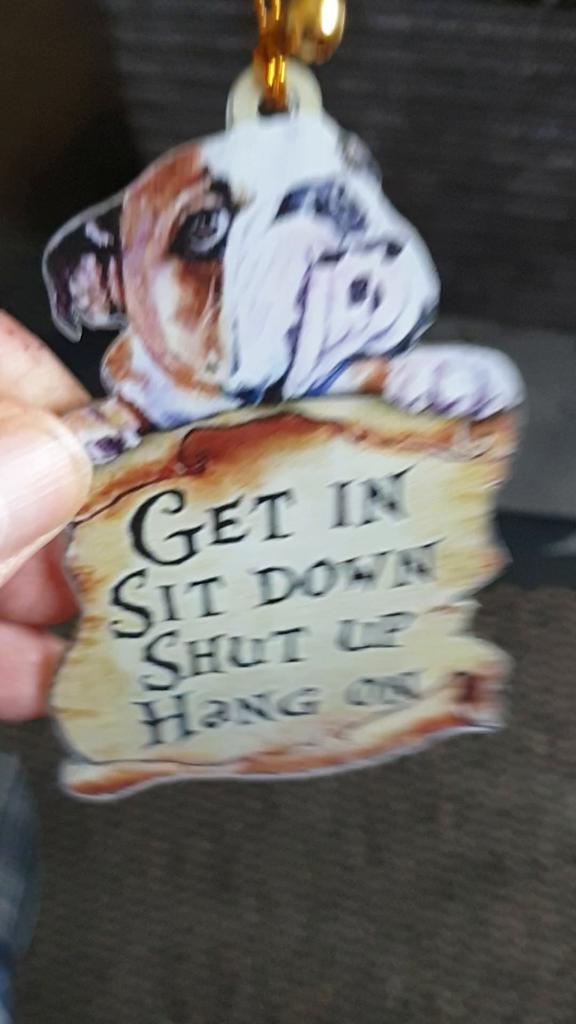 GET IN
SIT DOWN
SHUT UP
HaNG ON